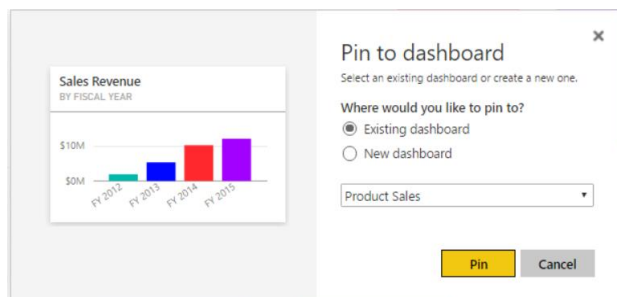 Pin to dashboard
Select an existing dashboard or create a new one.
Where would you like to pin to?
Existing dashboard
New dashboard
Product Sales
Pin Cancel
Sales Revenue
BY FISCAL YEAR
$10M
$0M
FY 2012 FY 2013 FY 2014 FY 2015